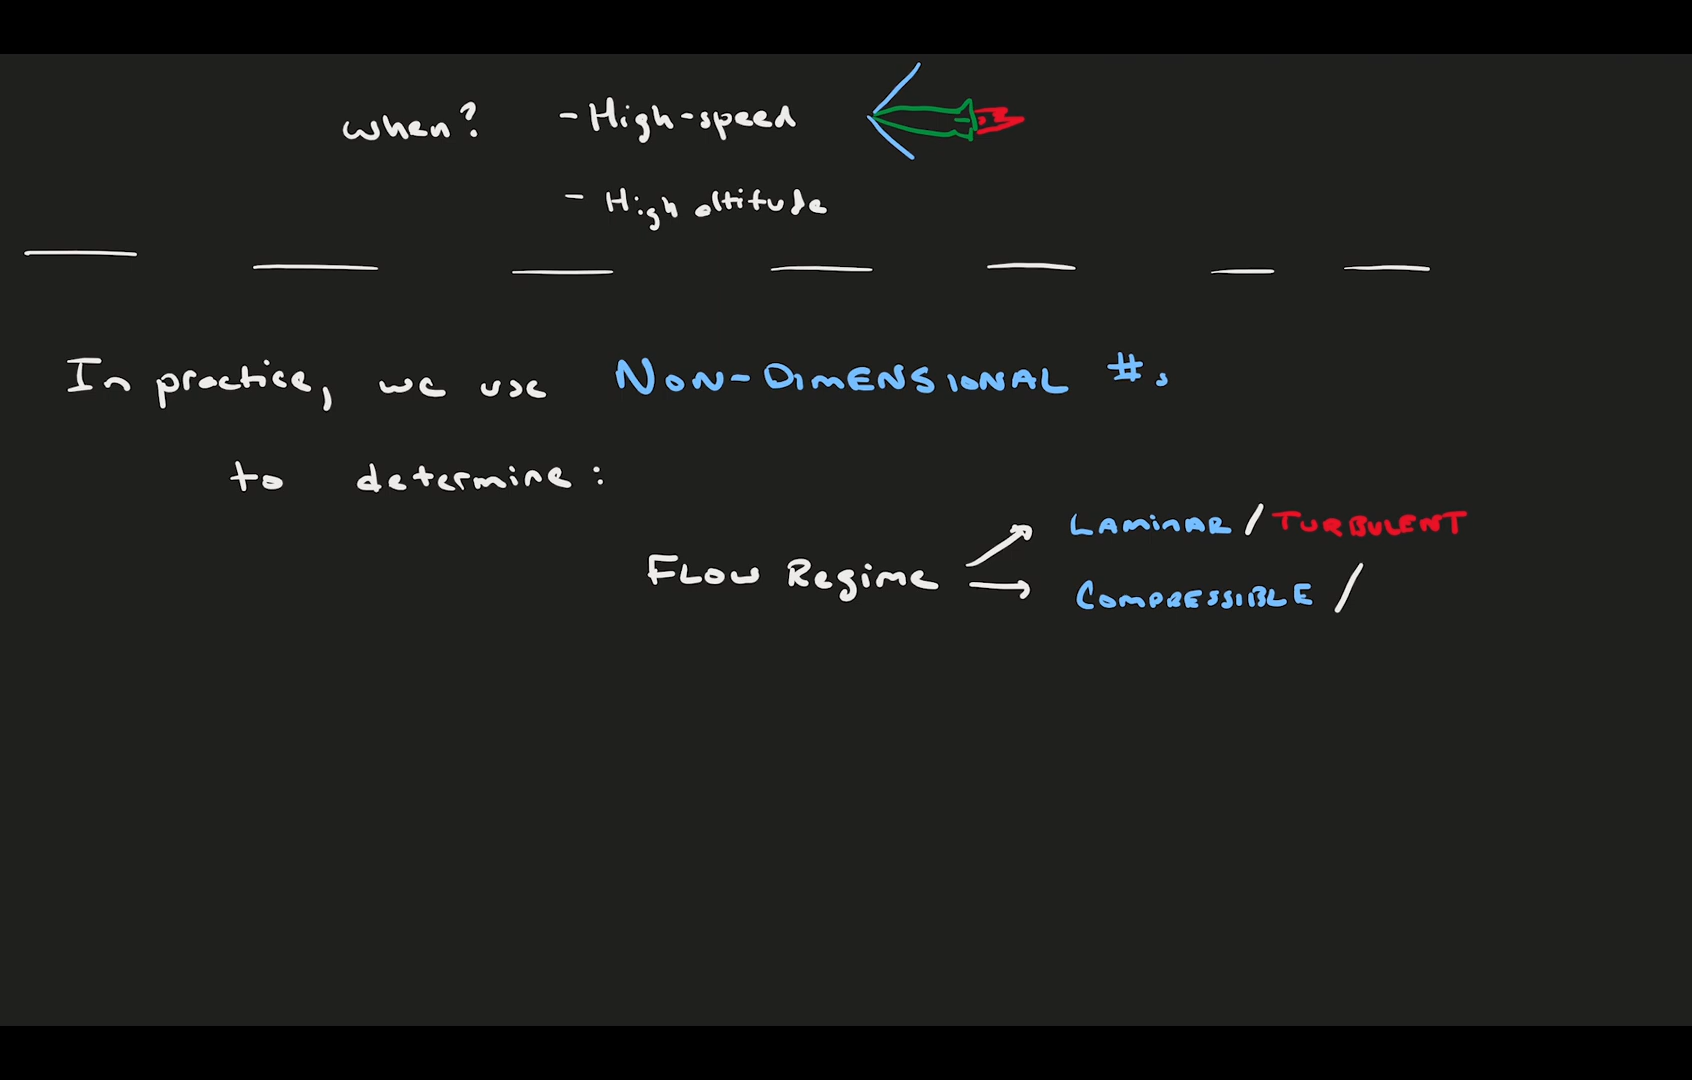 when? - High-speed
- High altitude
In practice, we use NON-DIMENSIONAL #s
to determine:
LAMINAR / TURBULENT
FLOW Regime
COMPRESSIBLE /